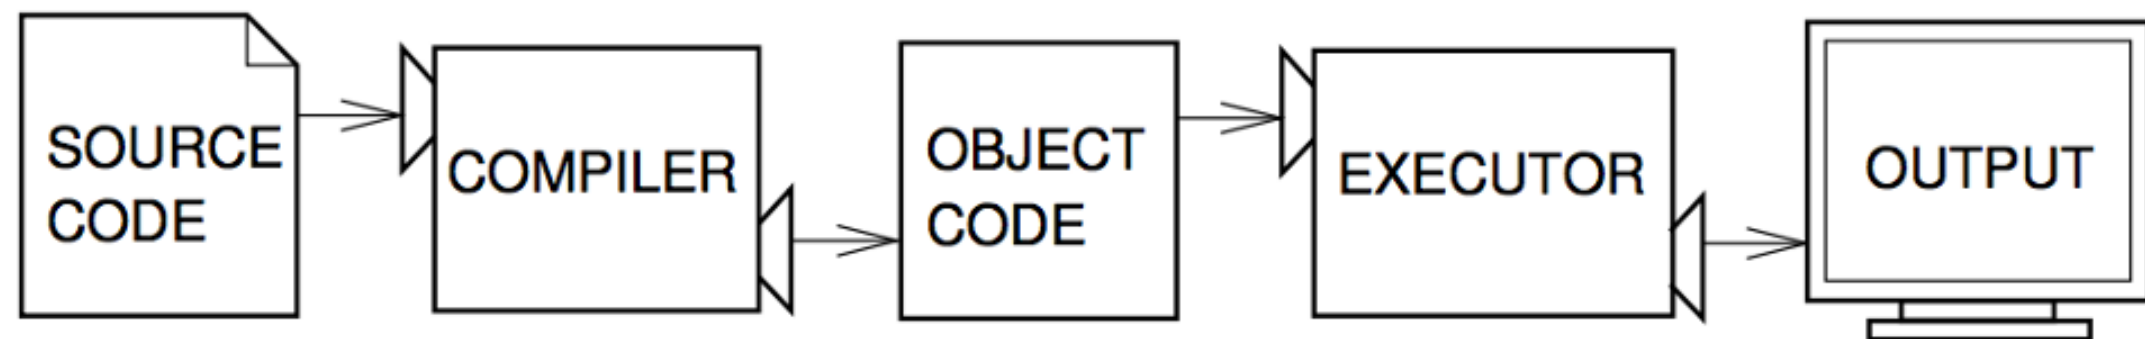 SOURCE
CODE
COMPILER
OBJECT
CODE
EXECUTOR
OUTPUT